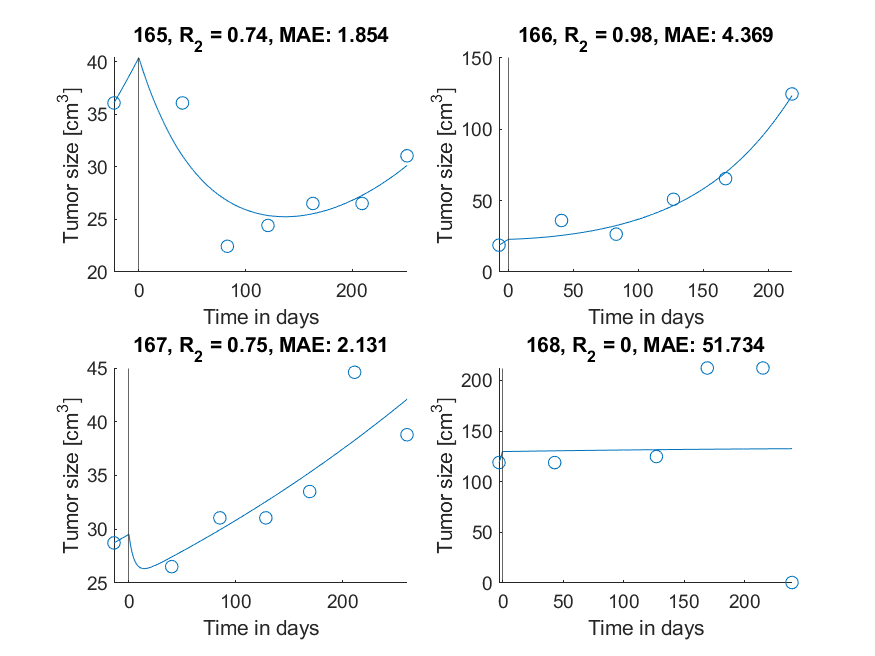 165, R2 = 0.74, MAE: 1.854
40
35
30
25
20
Tumor size [cm3]
0
100
200
Time in days
166, R2 = 0.98, MAE: 4.369
150
100
50
0
Tumor size [cm3]
0
50
100
150
200
Time in days
167, R2 = 0.75, MAE: 2.131
45
40
35
30
25
Tumor size [cm3]
0
100
200
Time in days
168, R2 = 0, MAE: 51.734
200
150
100
50
0
Tumor size [cm3]
0
50
100
150
200
Time in days